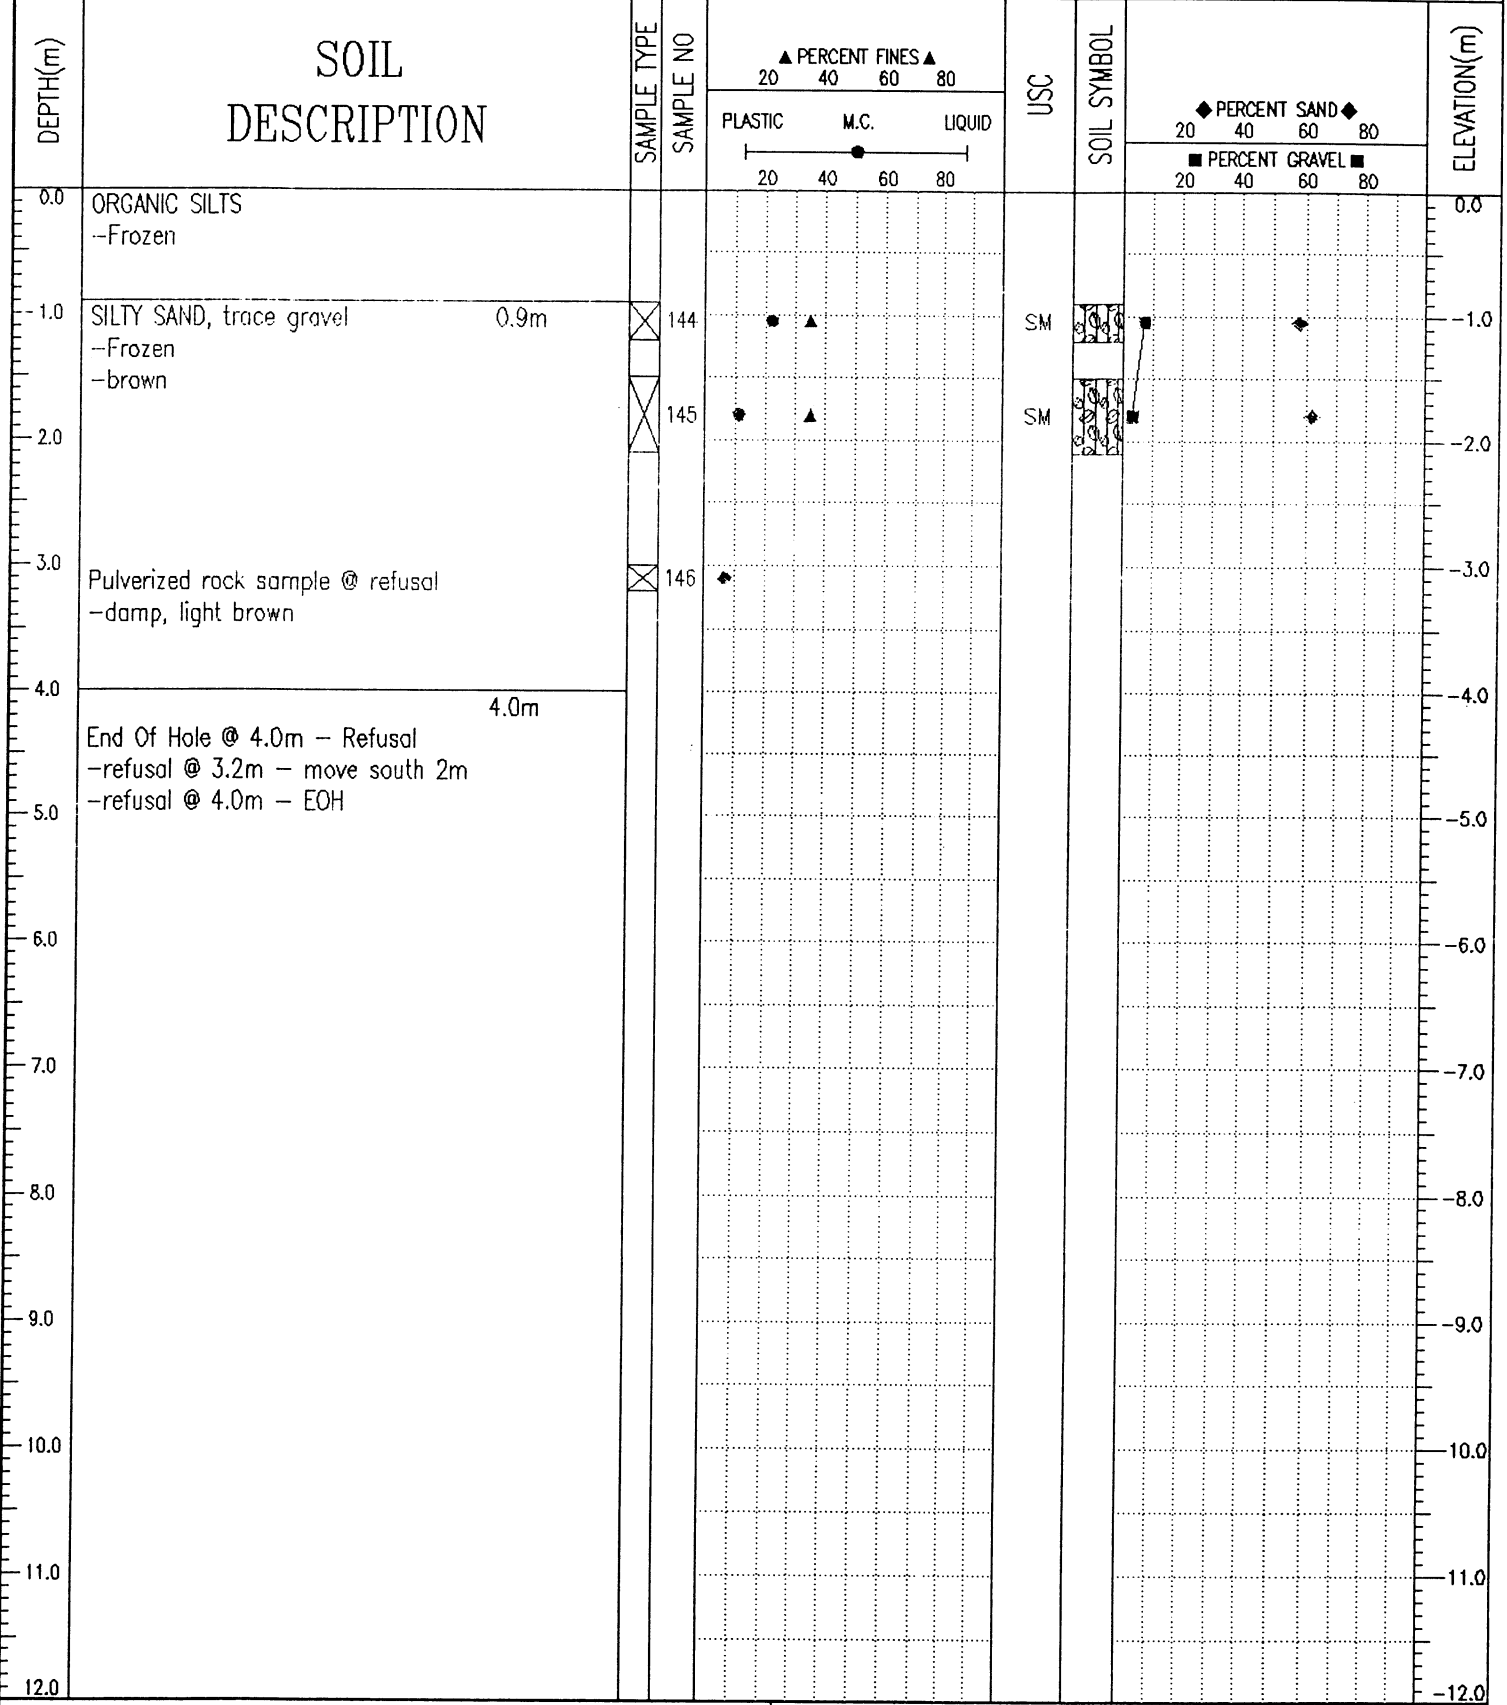 DEPTH(m)
SOIL
DESCRIPTION
SAMPLE TYPE
SAMPLE NO
▲ PERCENT FINES ▲
20 40 60 80
PLASTIC M.C. LIQUID
20 40 60 80
USC
SOIL SYMBOL
◆ PERCENT SAND ◆
20 40 60 80
■ PERCENT GRAVEL ■
20 40 60 80
ELEVATION(m)
0.0
ORGANIC SILTS
-Frozen
0.0
1.0
SILTY SAND, trace gravel 0.9m
-Frozen
-brown
144
SM
-1.0
145
SM
2.0
-2.0
3.0
Pulverized rock sample @ refusal
-damp, light brown
146
-3.0
4.0
4.0m
-4.0
End Of Hole @ 4.0m - Refusal
-refusal @ 3.2m - move south 2m
-refusal @ 4.0m - EOH
5.0
-5.0
6.0
-6.0
7.0
-7.0
8.0
-8.0
9.0
-9.0
10.0
-10.0
11.0
-11.0
12.0
-12.0